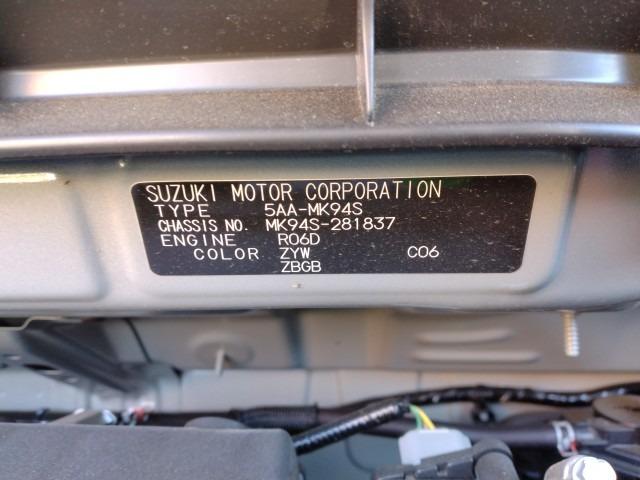 SUZUKI MOTOR CORPORATION
TYPE 5AA-MK94S
CHASSIS NO. MK94S-281837
ENGINE R06D
COLOR ZYW C06
ZBGB